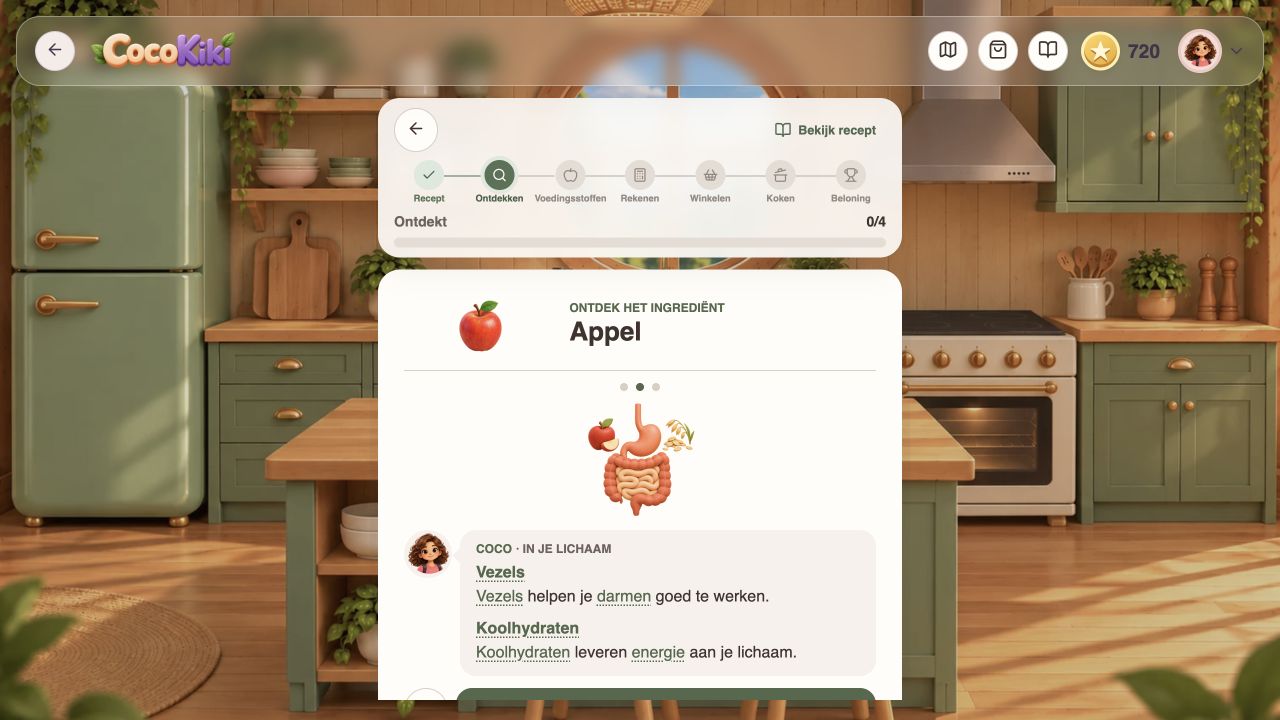 CocoKiki
720
Bekijk recept
Recept
Ontdekken
Voedingsstoffen
Rekenen
Winkelen
Koken
Beloning
Ontdekt
0/4
ONTDEK HET INGREDIËNT
Appel
COCO · IN JE LICHAAM
Vezels
Vezels helpen je darmen goed te werken.
Koolhydraten
Koolhydraten leveren energie aan je lichaam.